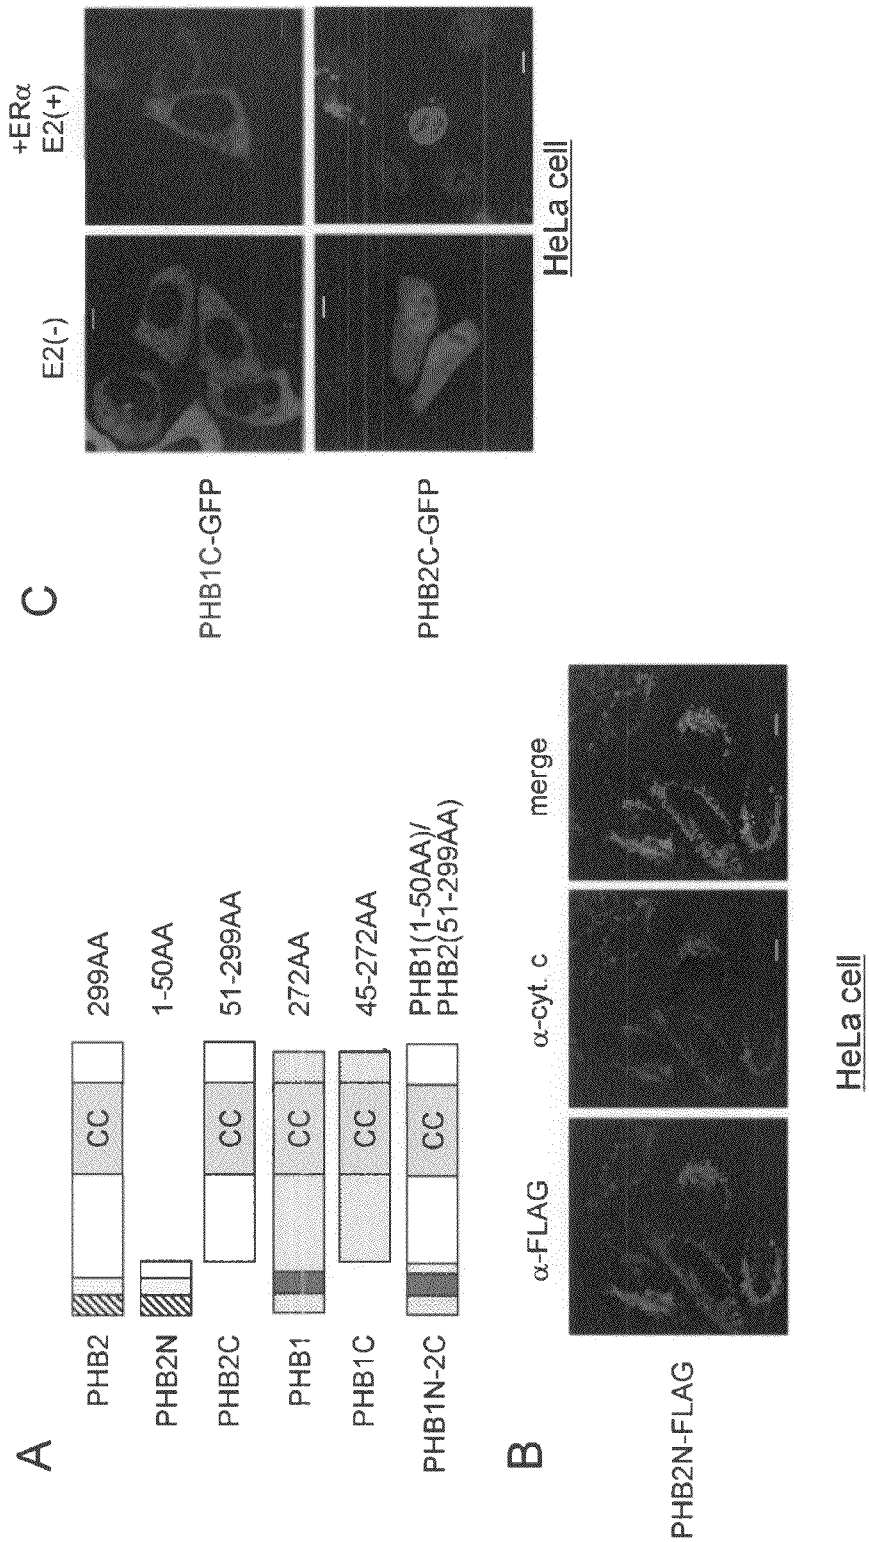 A
PHB2 CC 299AA
PHB2N 1-50AA
PHB2C CC 51-299AA
PHB1 CC 272AA
PHB1C CC 45-272AA
PHB1N-2C CC PHB1(1-50AA)/
PHB2(51-299AA)
B
α-FLAG α-cyt. c merge
PHB2N-FLAG
HeLa cell
C
+ERα
E2(-) E2(+)
PHB1C-GFP
PHB2C-GFP
HeLa cell